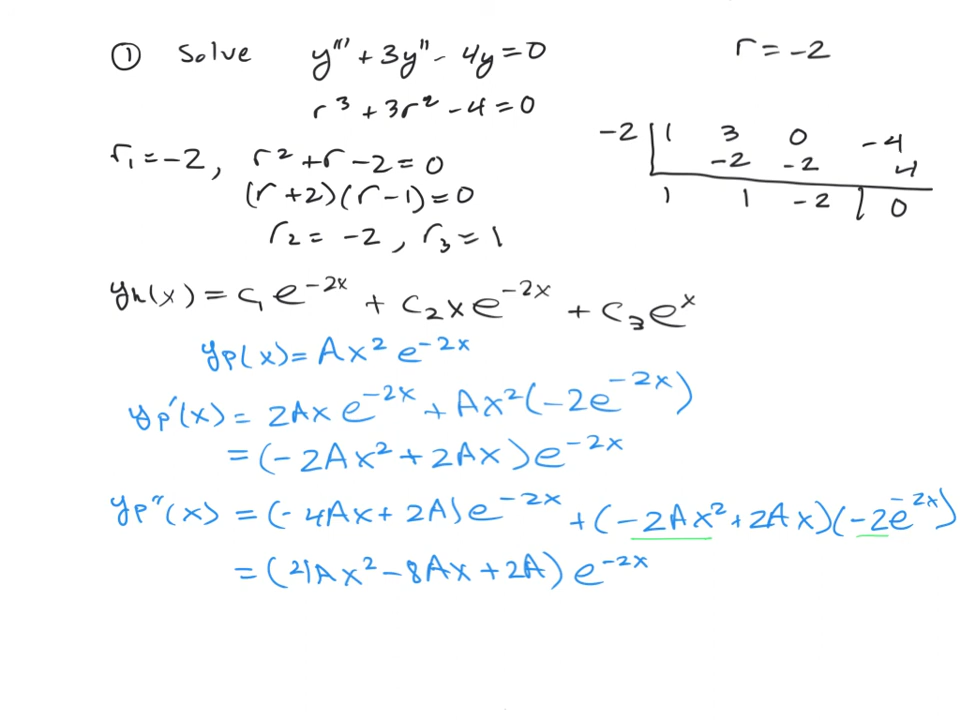 ① Solve y''' + 3y'' - 4y = 0
r = -2
r³ + 3r² - 4 = 0
-2 | 1 3 0 -4
-2 -2 4
1 1 -2 | 0
r₁ = -2, r² + r - 2 = 0
(r + 2)(r - 1) = 0
r₂ = -2, r₃ = 1
yh(x) = c₁e^(-2x) + c₂xe^(-2x) + c₃e^x
yp(x) = Ax² e^(-2x)
yp'(x) = 2Ax e^(-2x) + Ax²(-2e^(-2x))
= (-2Ax² + 2Ax)e^(-2x)
yp''(x) = (-4Ax + 2A)e^(-2x) + (-2Ax² + 2Ax)(-2e^(-2x))
= (4Ax² - 8Ax + 2A) e^(-2x)